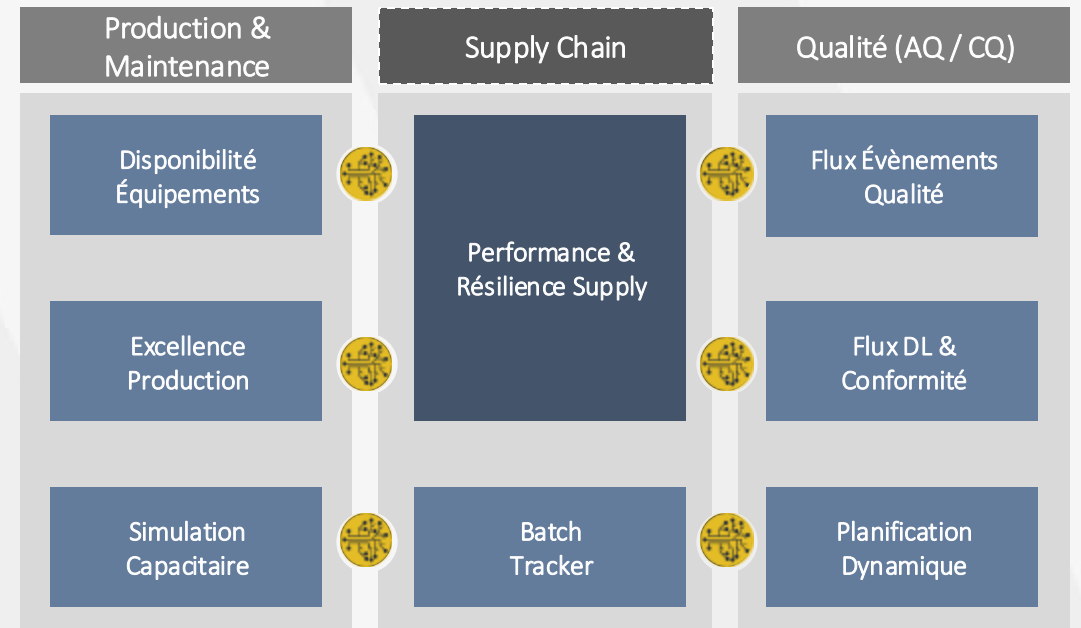 Production &
Maintenance
Supply Chain
Qualité (AQ / CQ)
Disponibilité
Équipements
Performance &
Résilience Supply
Flux Évènements
Qualité
Excellence
Production
Flux DL &
Conformité
Simulation
Capacitaire
Batch
Tracker
Planification
Dynamique